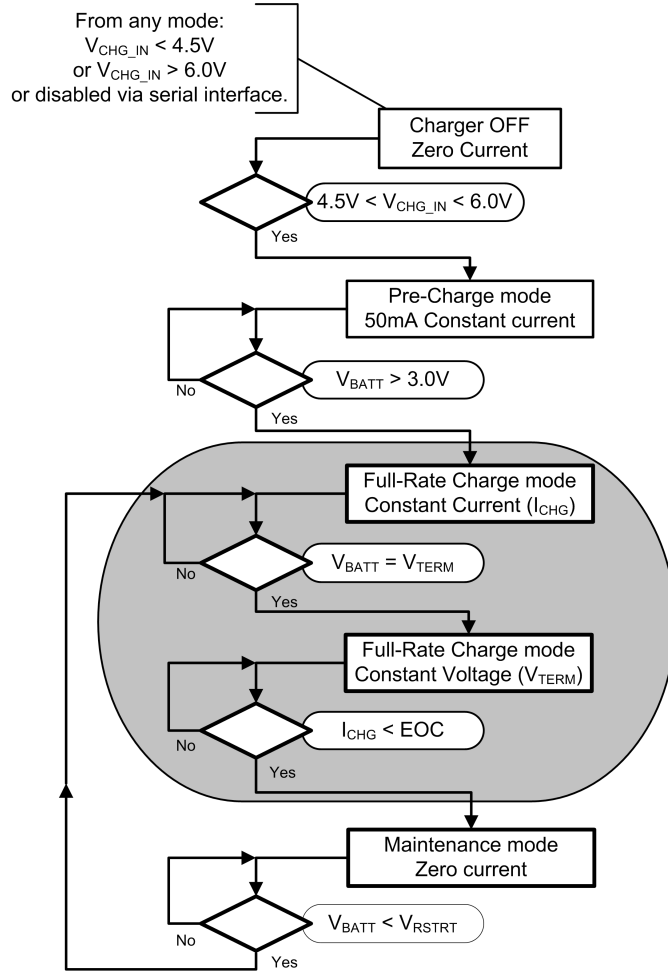 From any mode:
V_CHG_IN < 4.5V
or V_CHG_IN > 6.0V
or disabled via serial interface.
Charger OFF
Zero Current
4.5V < V_CHG_IN < 6.0V
Yes
Pre-Charge mode
50mA Constant current
V_BATT > 3.0V
No
Yes
Full-Rate Charge mode
Constant Current (I_CHG)
V_BATT = V_TERM
No
Yes
Full-Rate Charge mode
Constant Voltage (V_TERM)
I_CHG < EOC
No
Yes
Maintenance mode
Zero current
V_BATT < V_RSTRT
No
Yes